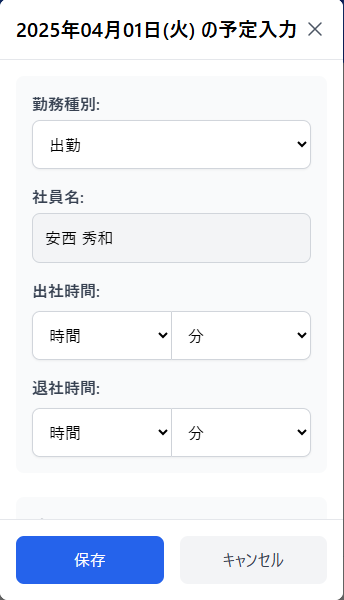 2025年04月01日(火) の予定入力
勤務種別:
出勤
社員名:
安西 秀和
出社時間:
時間 分
退社時間:
時間 分
保存 キャンセル